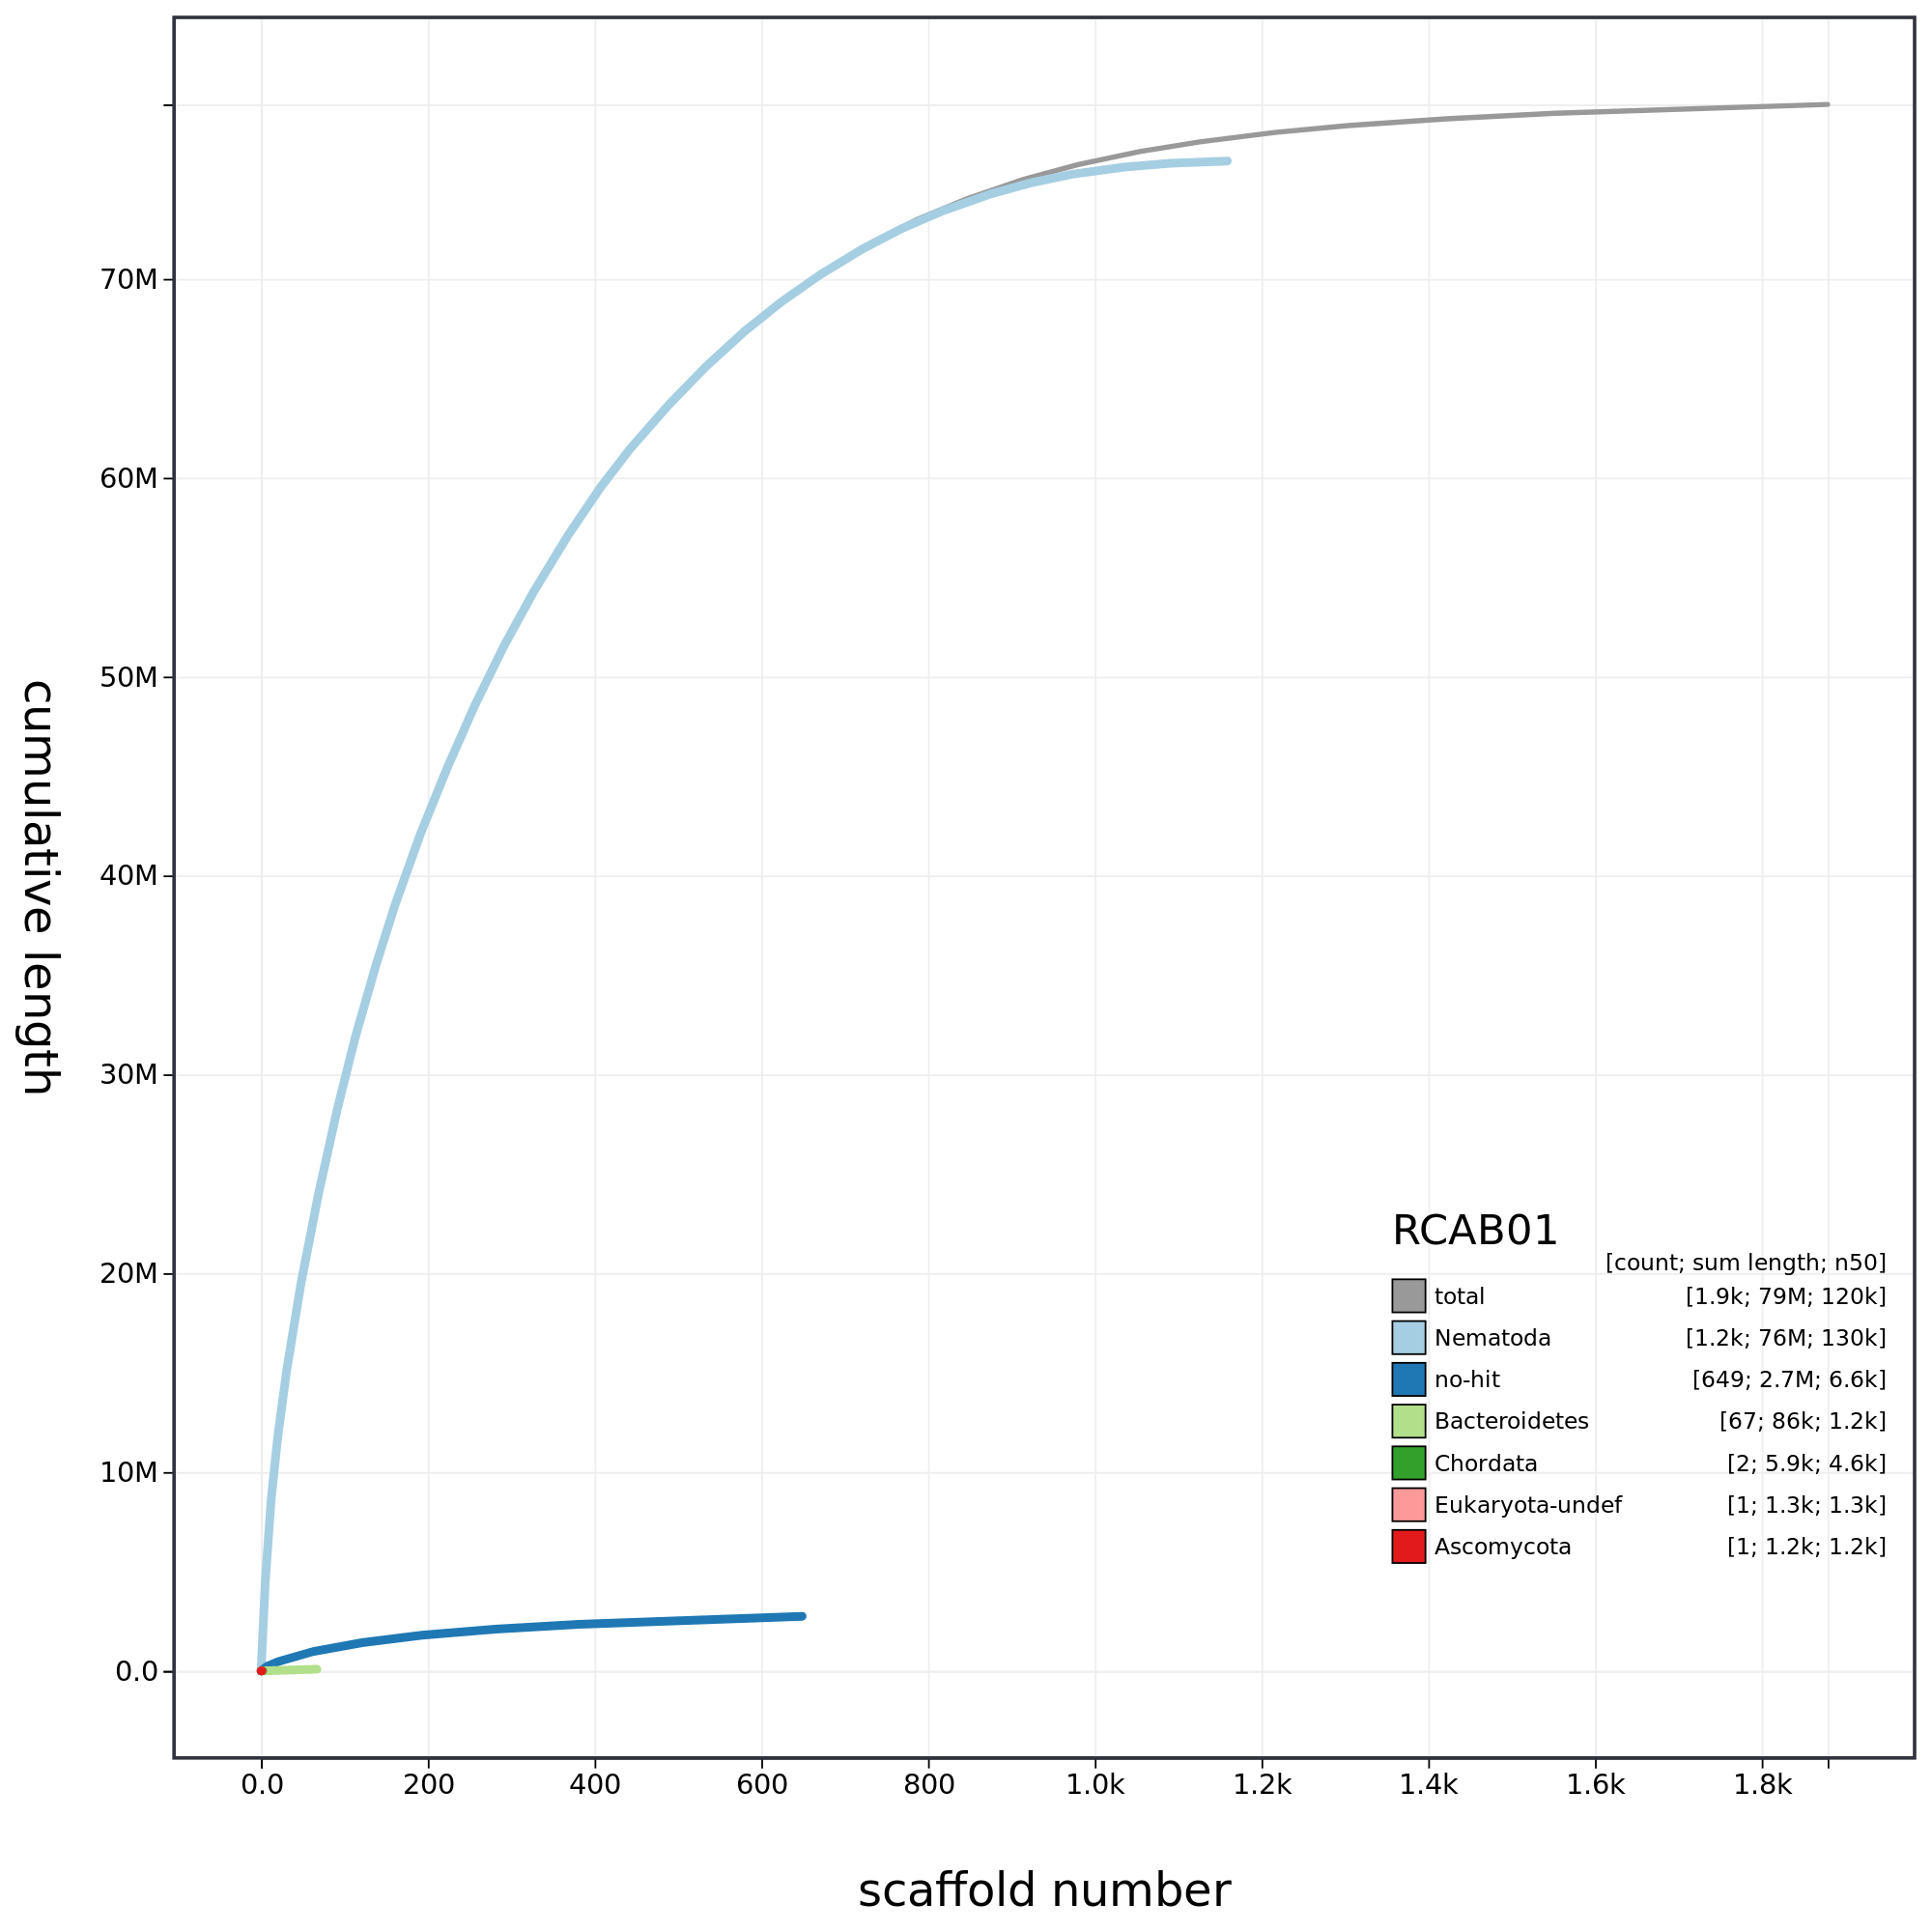 cumulative length
70M
60M
50M
40M
30M
20M
10M
0.0
RCAB01
[count; sum length; n50]
total [1.9k; 79M; 120k]
Nematoda [1.2k; 76M; 130k]
no-hit [649; 2.7M; 6.6k]
Bacteroidetes [67; 86k; 1.2k]
Chordata [2; 5.9k; 4.6k]
Eukaryota-undef [1; 1.3k; 1.3k]
Ascomycota [1; 1.2k; 1.2k]
0.0 200 400 600 800 1.0k 1.2k 1.4k 1.6k 1.8k
scaffold number